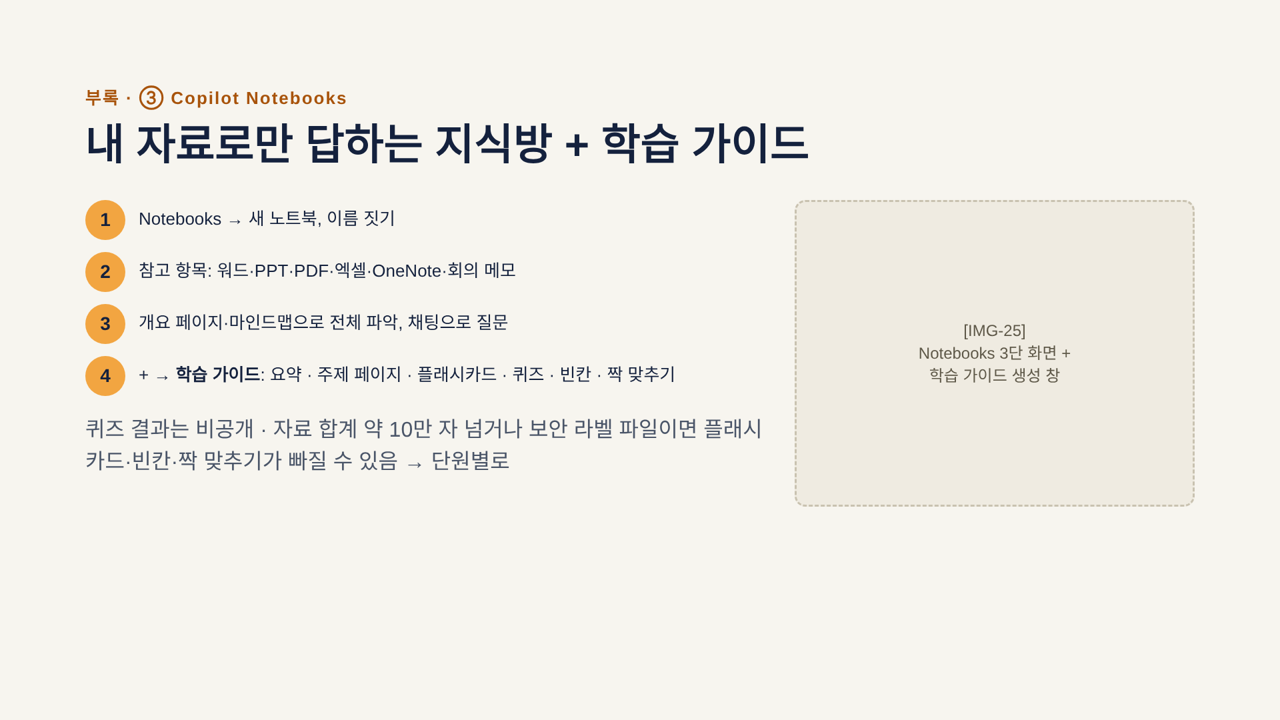 부록 · ③ Copilot Notebooks
내 자료로만 답하는 지식방 + 학습 가이드
1 Notebooks → 새 노트북, 이름 짓기
2 참고 항목: 워드·PPT·PDF·엑셀·OneNote·회의 메모
3 개요 페이지·마인드맵으로 전체 파악, 채팅으로 질문
4 + → 학습 가이드: 요약 · 주제 페이지 · 플래시카드 · 퀴즈 · 빈칸 · 짝 맞추기
퀴즈 결과는 비공개 · 자료 합계 약 10만 자 넘거나 보안 라벨 파일이면 플래시
카드·빈칸·짝 맞추기가 빠질 수 있음 → 단원별로
[IMG-25]
Notebooks 3단 화면 +
학습 가이드 생성 창